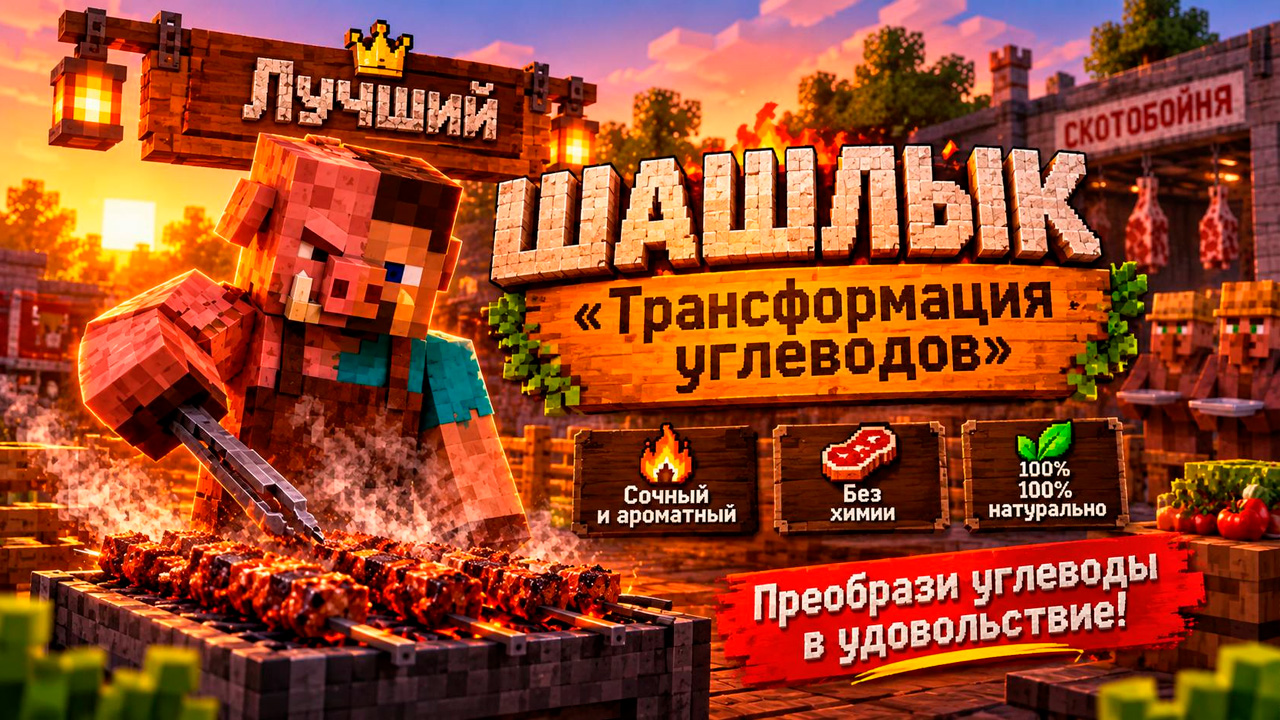 Лучший
СКОТОБОЙНЯ
ШАШЛЫК
«Трансформация
углеводов»
Сочный
и ароматный
Без
химии
100%
100%
натурально
Преобрази углеводы
в удовольствие!